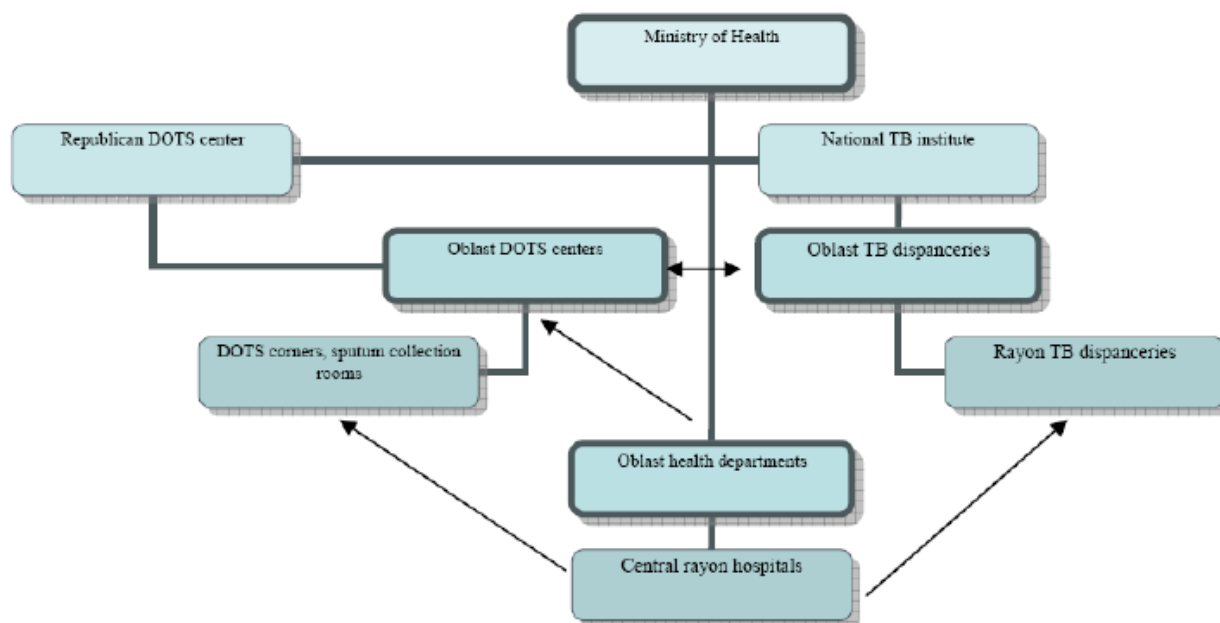 Ministry of Health
Republican DOTS center
National TB institute
Oblast DOTS centers
Oblast TB dispanceries
DOTS corners, sputum collection
rooms
Rayon TB dispanceries
Oblast health departments
Central rayon hospitals